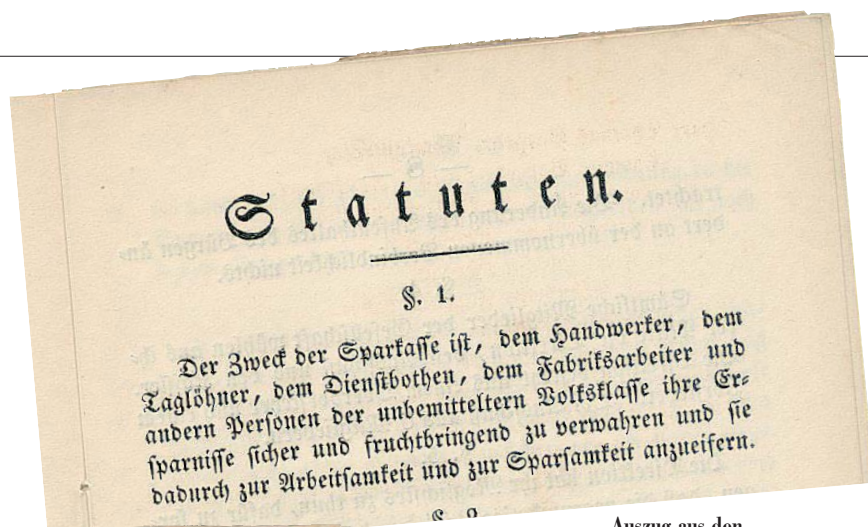 Statuten.
§. 1.
Der Zweck der Sparkasse ist, dem Handwerker, dem
Taglöhner, dem Dienstbothen, dem Fabriksarbeiter und
andern Personen der unbemitteltern Volksklasse ihre Er-
sparnisse sicher und fruchtbringend zu verwahren und sie
dadurch zur Arbeitsamkeit und zur Sparsamkeit anzueifern.
Auszug aus den